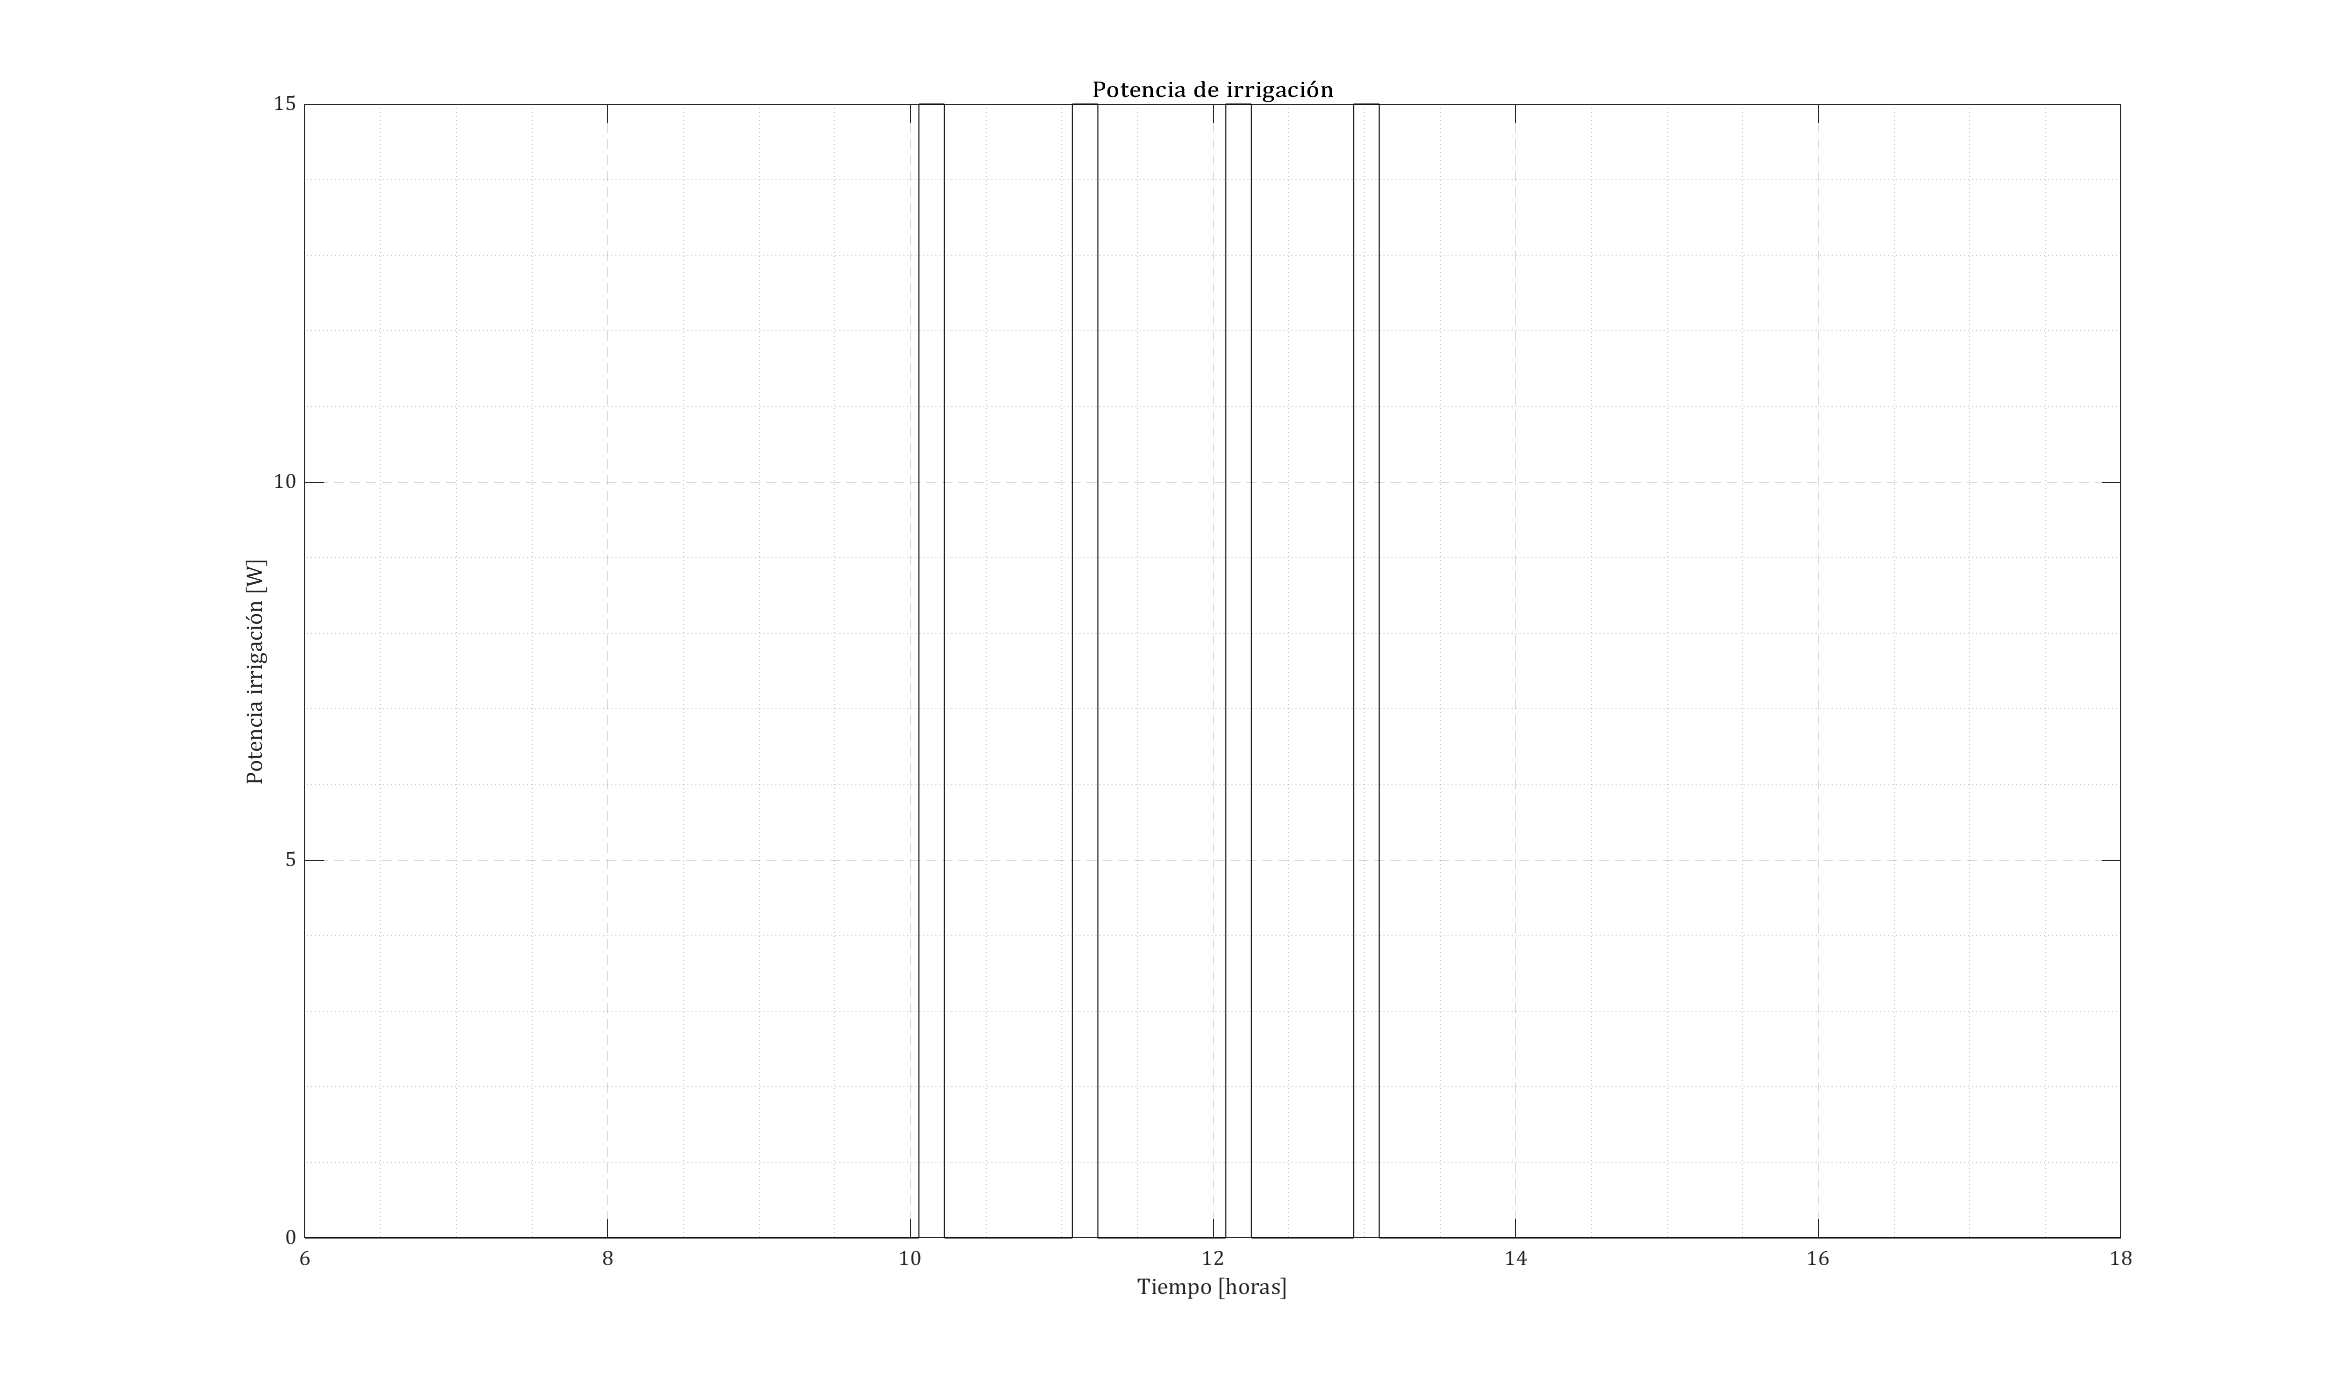 Potencia de irrigación
15
10
5
0
Potencia irrigación [W]
6 8 10 12 14 16 18
Tiempo [horas]